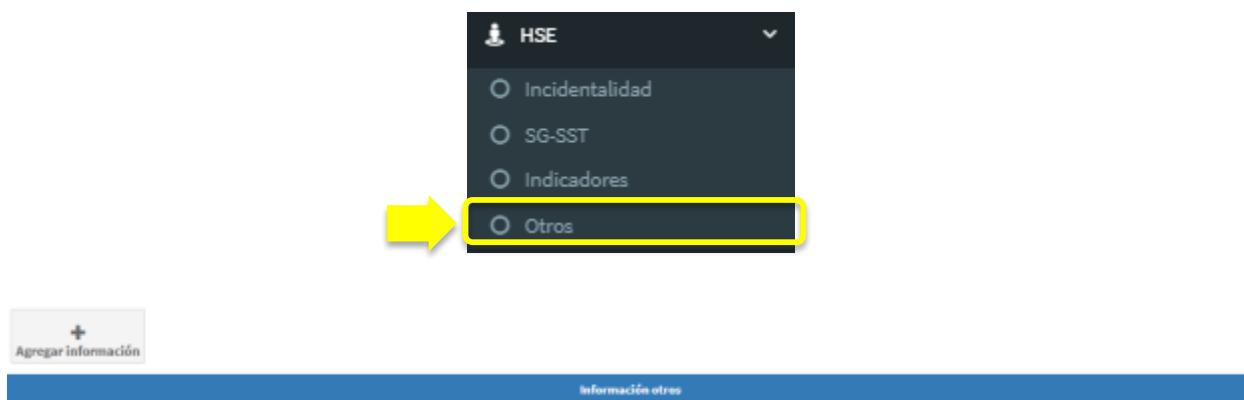 HSE
Incidentalidad
SG-SST
Indicadores
Otros
Agregar información
Información otros